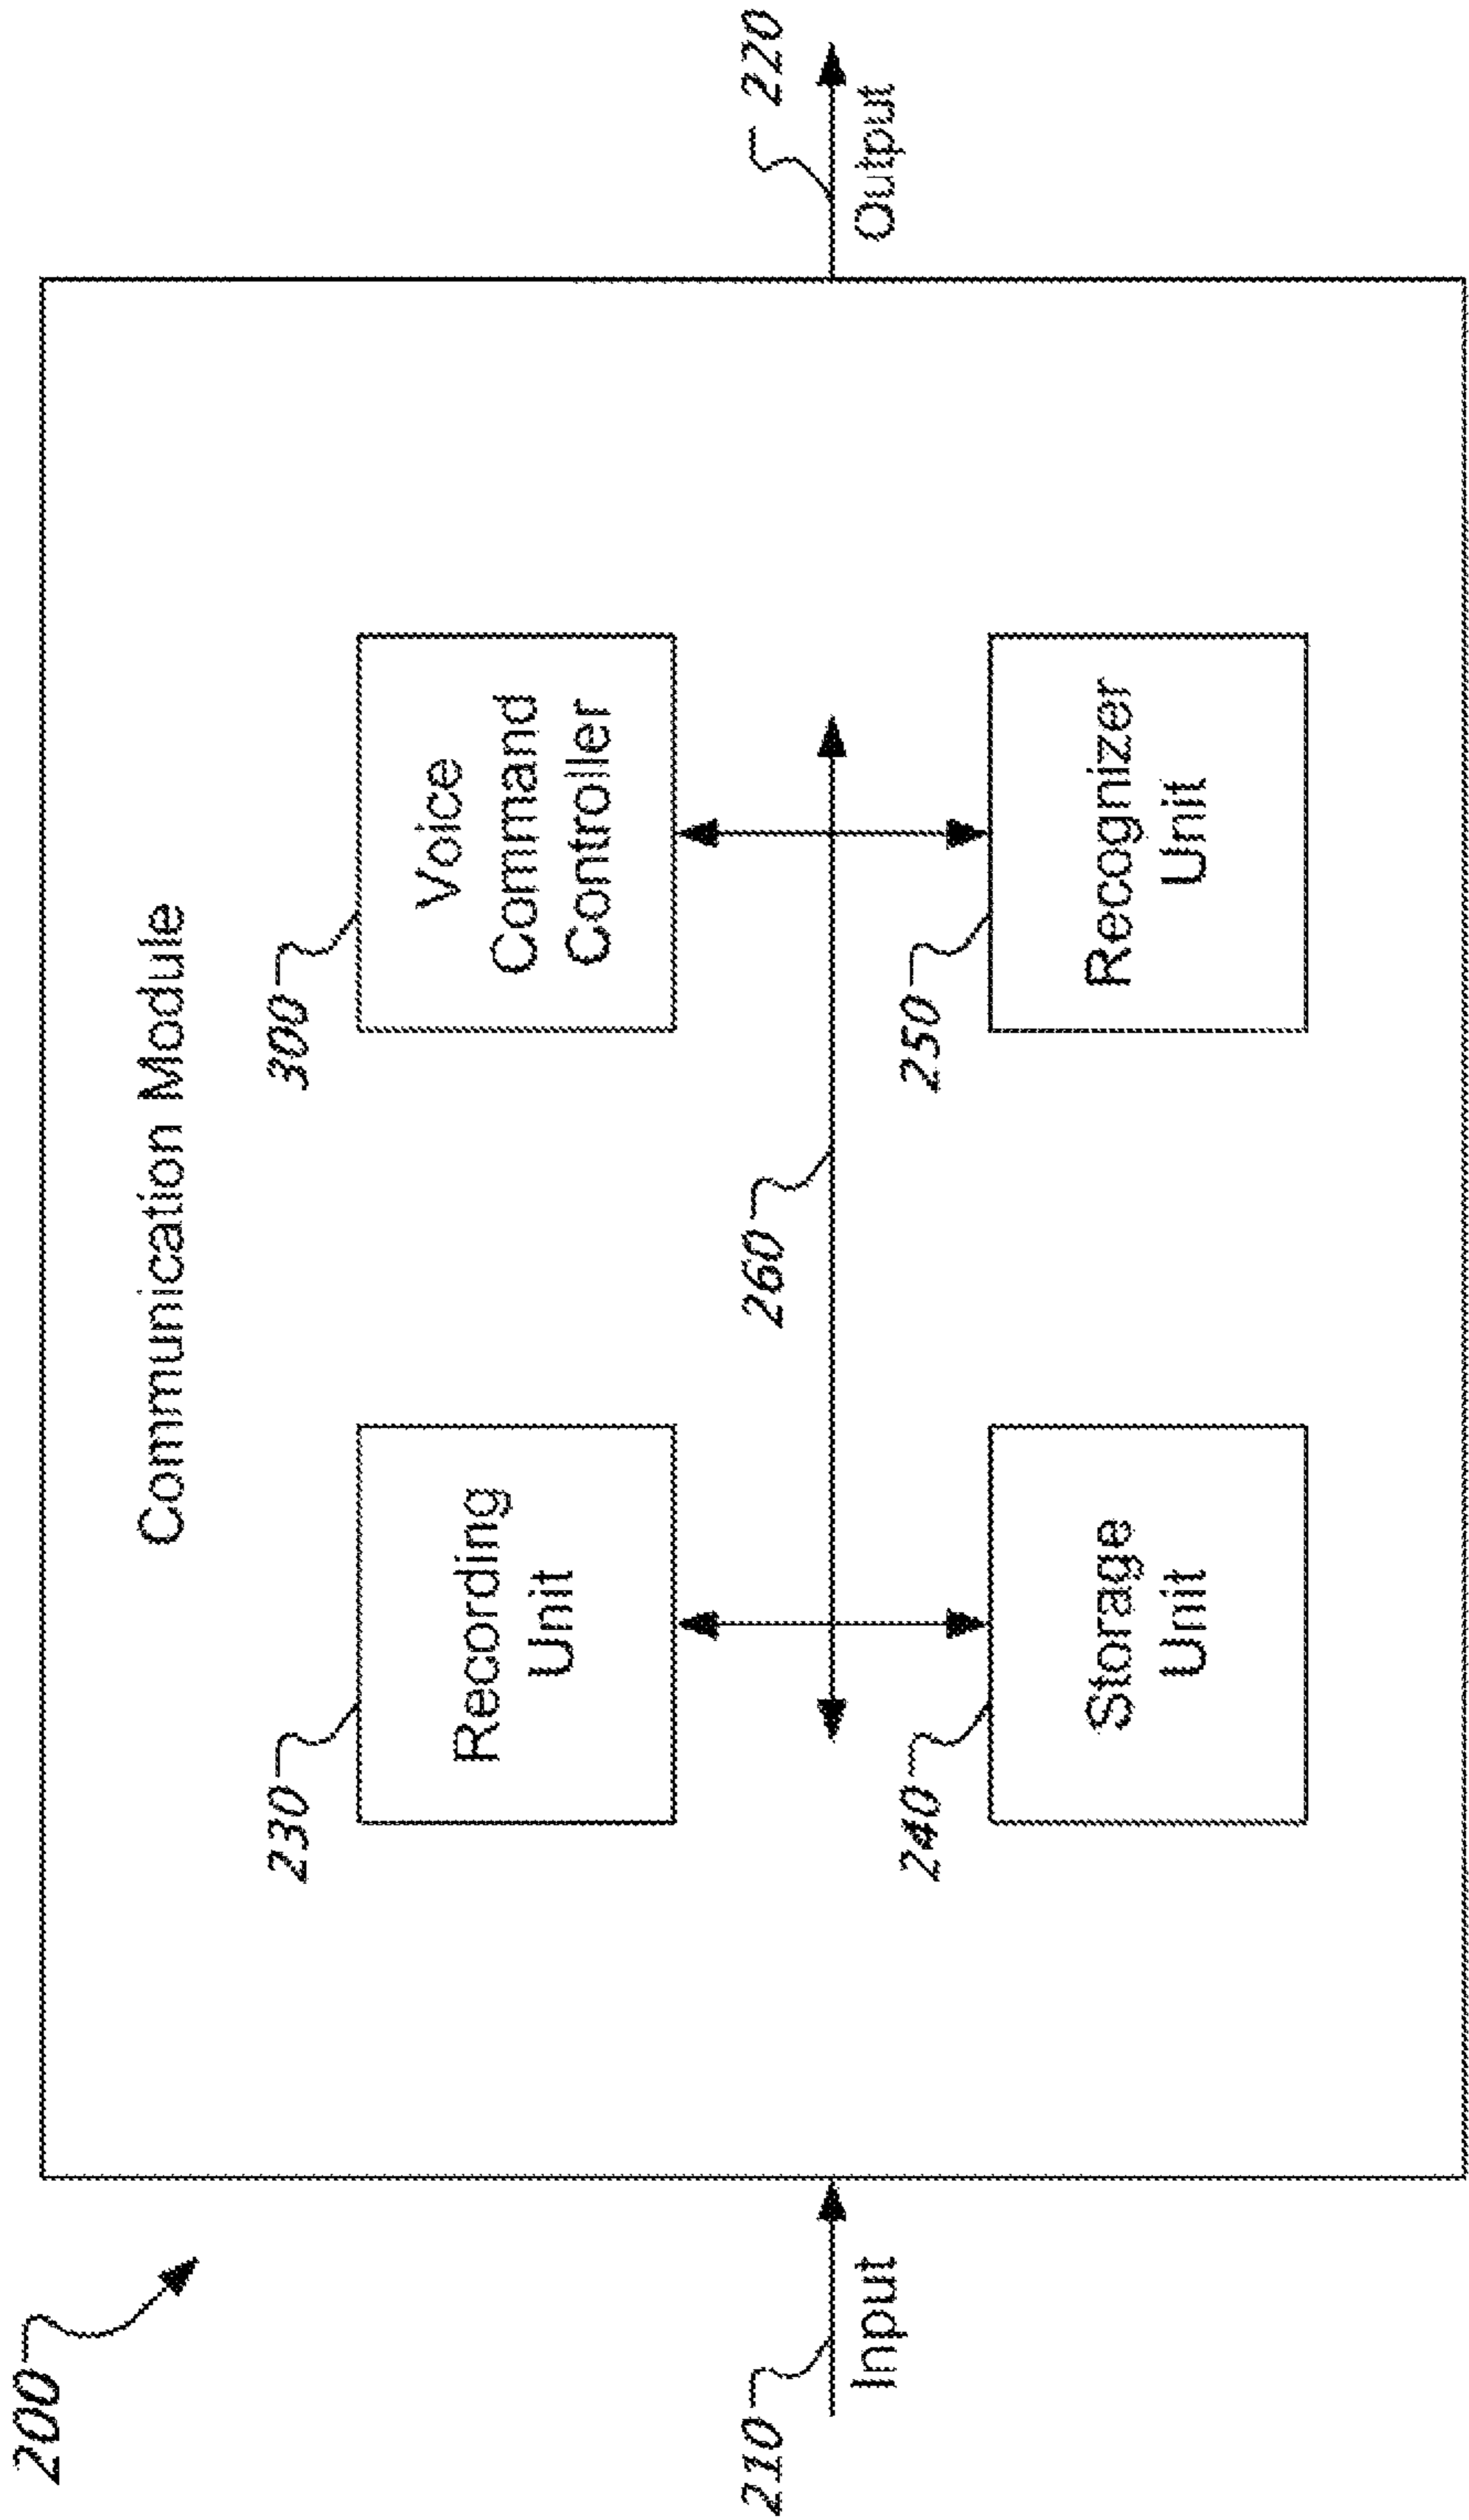 200
Communication Module
230
Recording
Unit
300
Voice
Command
Controller
210
Input
260
220
Output
240
Storage
Unit
250
Recognizer
Unit